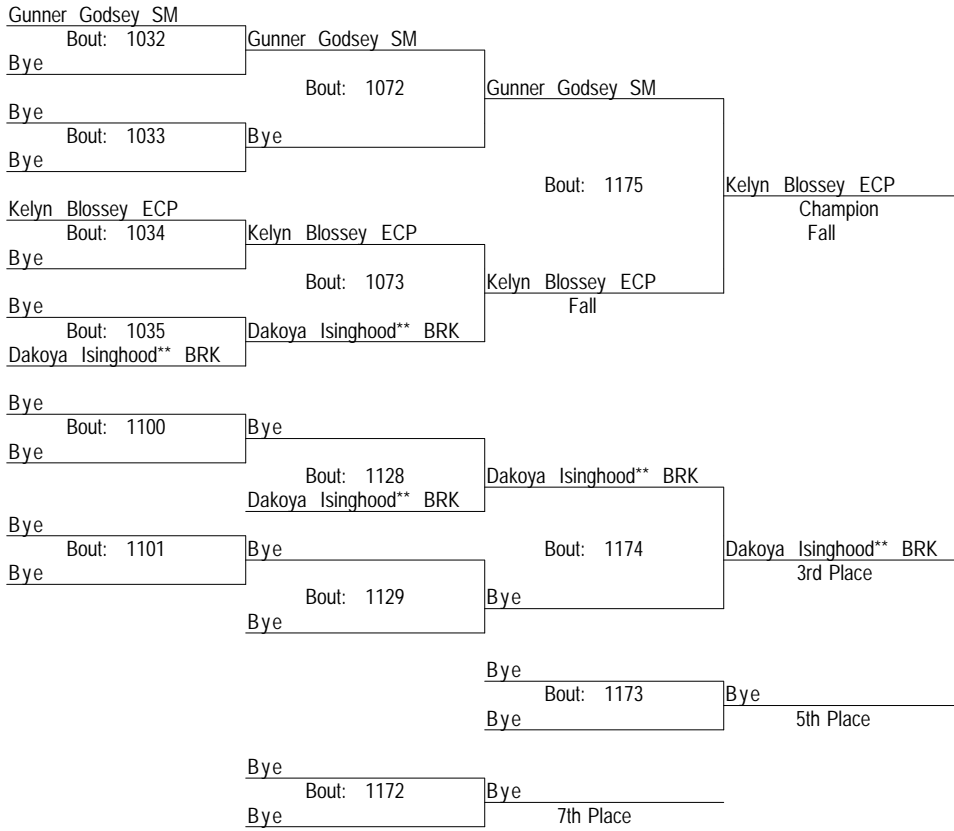 Gunner Godsey SM
Bout: 1032
Bye
Gunner Godsey SM
Bout: 1072
Gunner Godsey SM
Bye
Bout: 1033
Bye
Bye
Bout: 1175
Kelyn Blossey ECP
Champion
Fall
Kelyn Blossey ECP
Bout: 1034
Bye
Kelyn Blossey ECP
Bout: 1073
Kelyn Blossey ECP
Fall
Bye
Bout: 1035
Dakoya Isinghood** BRK
Dakoya Isinghood** BRK
Bye
Bout: 1100
Bye
Bye
Bout: 1128
Dakoya Isinghood** BRK
Dakoya Isinghood** BRK
Bye
Bout: 1101
Bye
Bye
Bout: 1174
Dakoya Isinghood** BRK
3rd Place
Bout: 1129
Bye
Bye
Bye
Bout: 1173
Bye
Bye
5th Place
Bye
Bout: 1172
Bye
Bye
7th Place